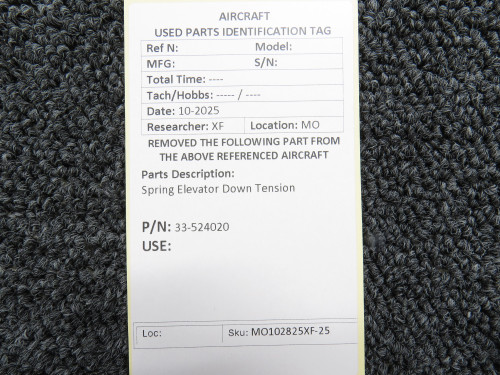 AIRCRAFT
USED PARTS IDENTIFICATION TAG
Ref N: Model:
MFG: S/N:
Total Time: ----
Tach/Hobbs: ----- / ----
Date: 10-2025
Researcher: XF Location: MO
REMOVED THE FOLLOWING PART FROM
THE ABOVE REFERENCED AIRCRAFT
Parts Description:
Spring Elevator Down Tension
P/N: 33-524020
USE:
Loc: Sku: MO102825XF-25